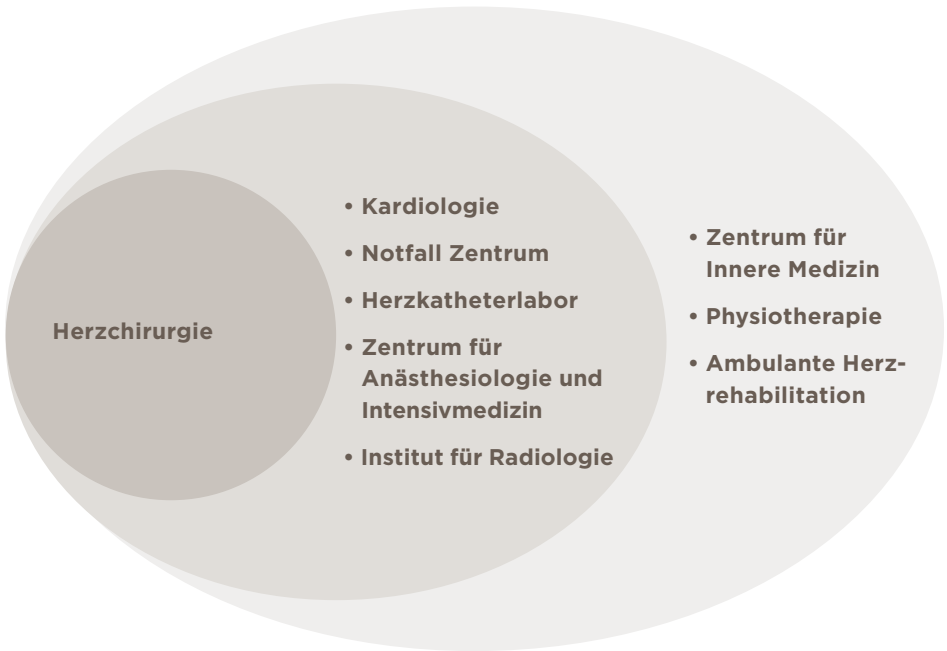 Herzchirurgie
• Kardiologie
• Notfall Zentrum
• Herzkatheterlabor
• Zentrum für
Anästhesiologie und
Intensivmedizin
• Institut für Radiologie
• Zentrum für
Innere Medizin
• Physiotherapie
• Ambulante Herz-
rehabilitation